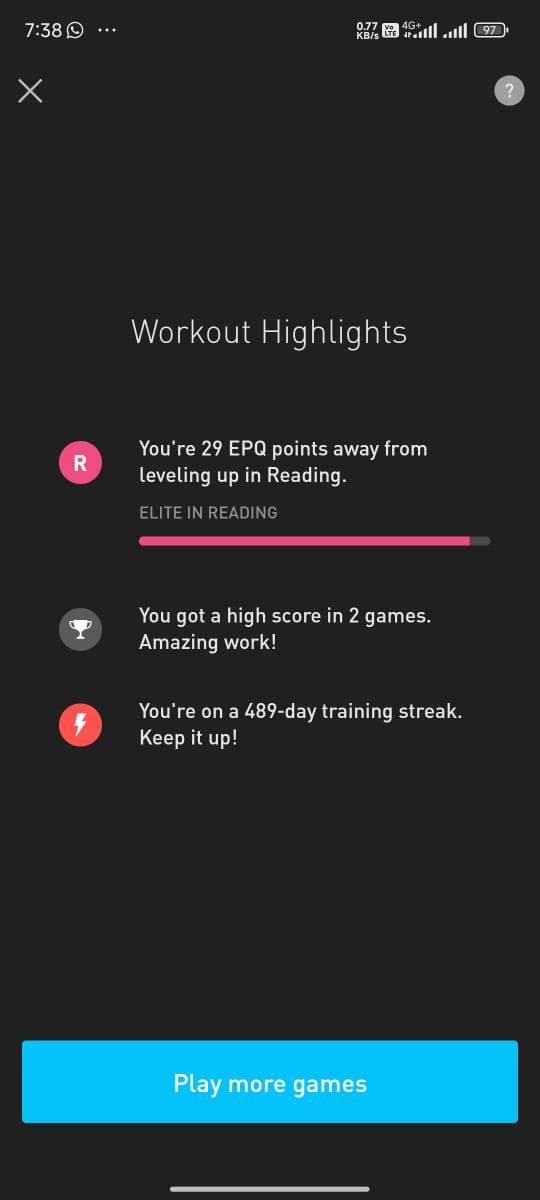 7:38
0.77
KB/s
Vo
LTE
4G+
97
?
Workout Highlights
R
You're 29 EPQ points away from
leveling up in Reading.
ELITE IN READING
You got a high score in 2 games.
Amazing work!
You're on a 489-day training streak.
Keep it up!
Play more games